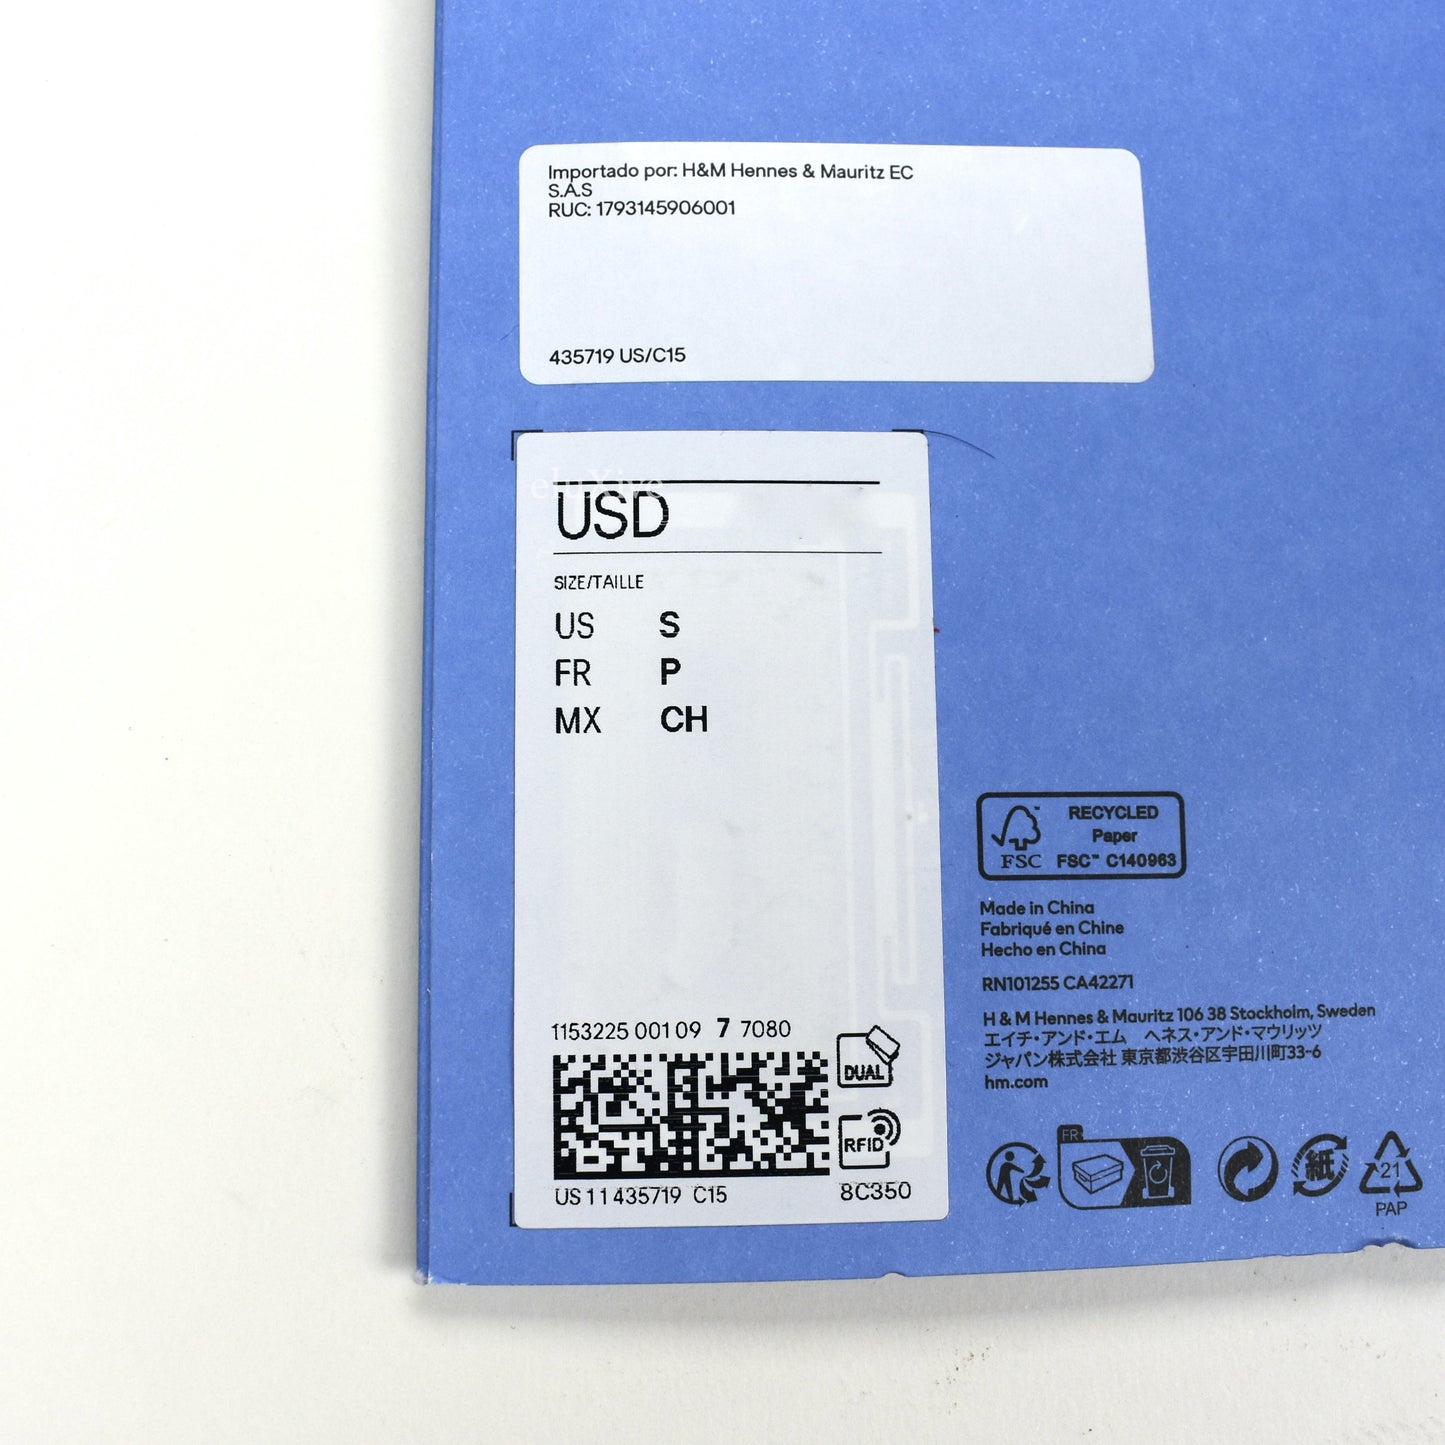 Importado por: H&M Hennes & Mauritz EC
S.A.S
RUC: 1793145906001
435719 US/C15
eluXive
USD
SIZE/TAILLE
US S
FR P
MX CH
1153225 001 09 7 7080
DUAL
RFID
US 1 1 435719 C15
8C350
FSC™
RECYCLED
Paper
FSC™ C140963
Made in China
Fabriqué en Chine
Hecho en China
RN101255 CA42271
H & M Hennes & Mauritz 106 38 Stockholm, Sweden
エイチ・アンド・エム ヘネス・アンド・マウリッツ
ジャパン株式会社 東京都渋谷区宇田川町33-6
hm.com
FR
紙
21
PAP